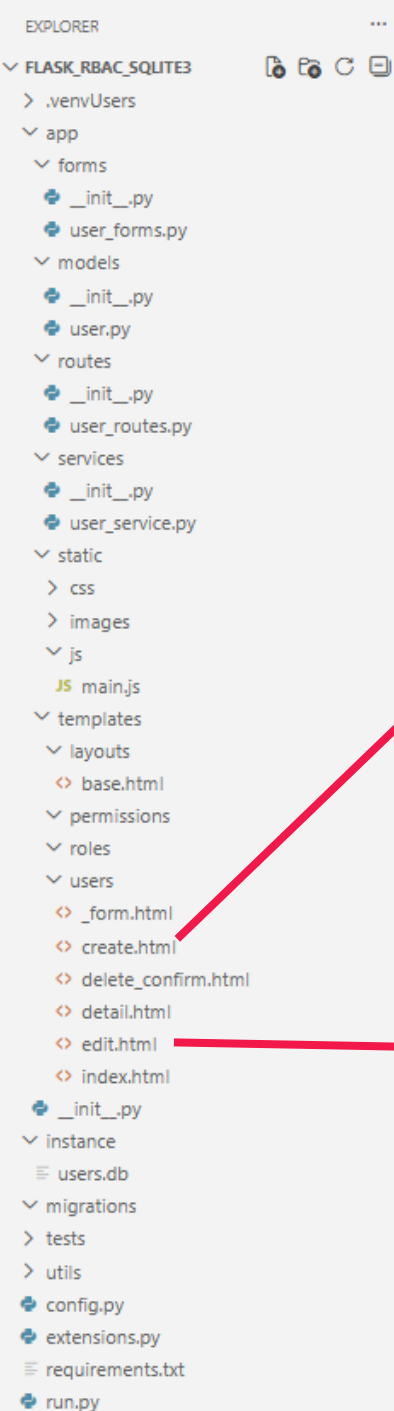 EXPLORER
FLASK_RBAC_SQLITE3
.venvUsers
app
forms
__init__.py
user_forms.py
models
__init__.py
user.py
routes
__init__.py
user_routes.py
services
__init__.py
user_service.py
static
css
images
js
JS main.js
templates
layouts
base.html
permissions
roles
users
_form.html
create.html
delete_confirm.html
detail.html
edit.html
index.html
__init__.py
instance
users.db
migrations
tests
utils
config.py
extensions.py
requirements.txt
run.py